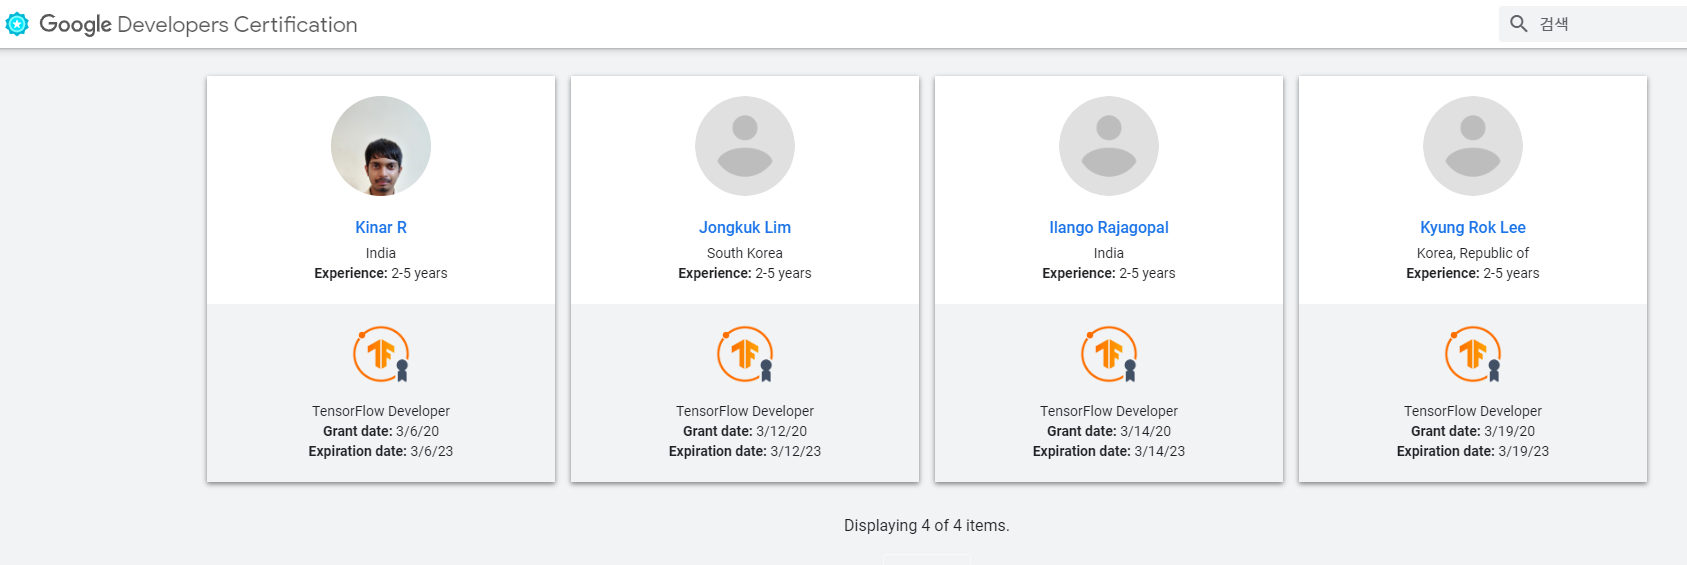 Google Developers Certification
검색
Kinar R
India
Experience: 2-5 years
TensorFlow Developer
Grant date: 3/6/20
Expiration date: 3/6/23
Jongkuk Lim
South Korea
Experience: 2-5 years
TensorFlow Developer
Grant date: 3/12/20
Expiration date: 3/12/23
Ilango Rajagopal
India
Experience: 2-5 years
TensorFlow Developer
Grant date: 3/14/20
Expiration date: 3/14/23
Kyung Rok Lee
Korea, Republic of
Experience: 2-5 years
TensorFlow Developer
Grant date: 3/19/20
Expiration date: 3/19/23
Displaying 4 of 4 items.